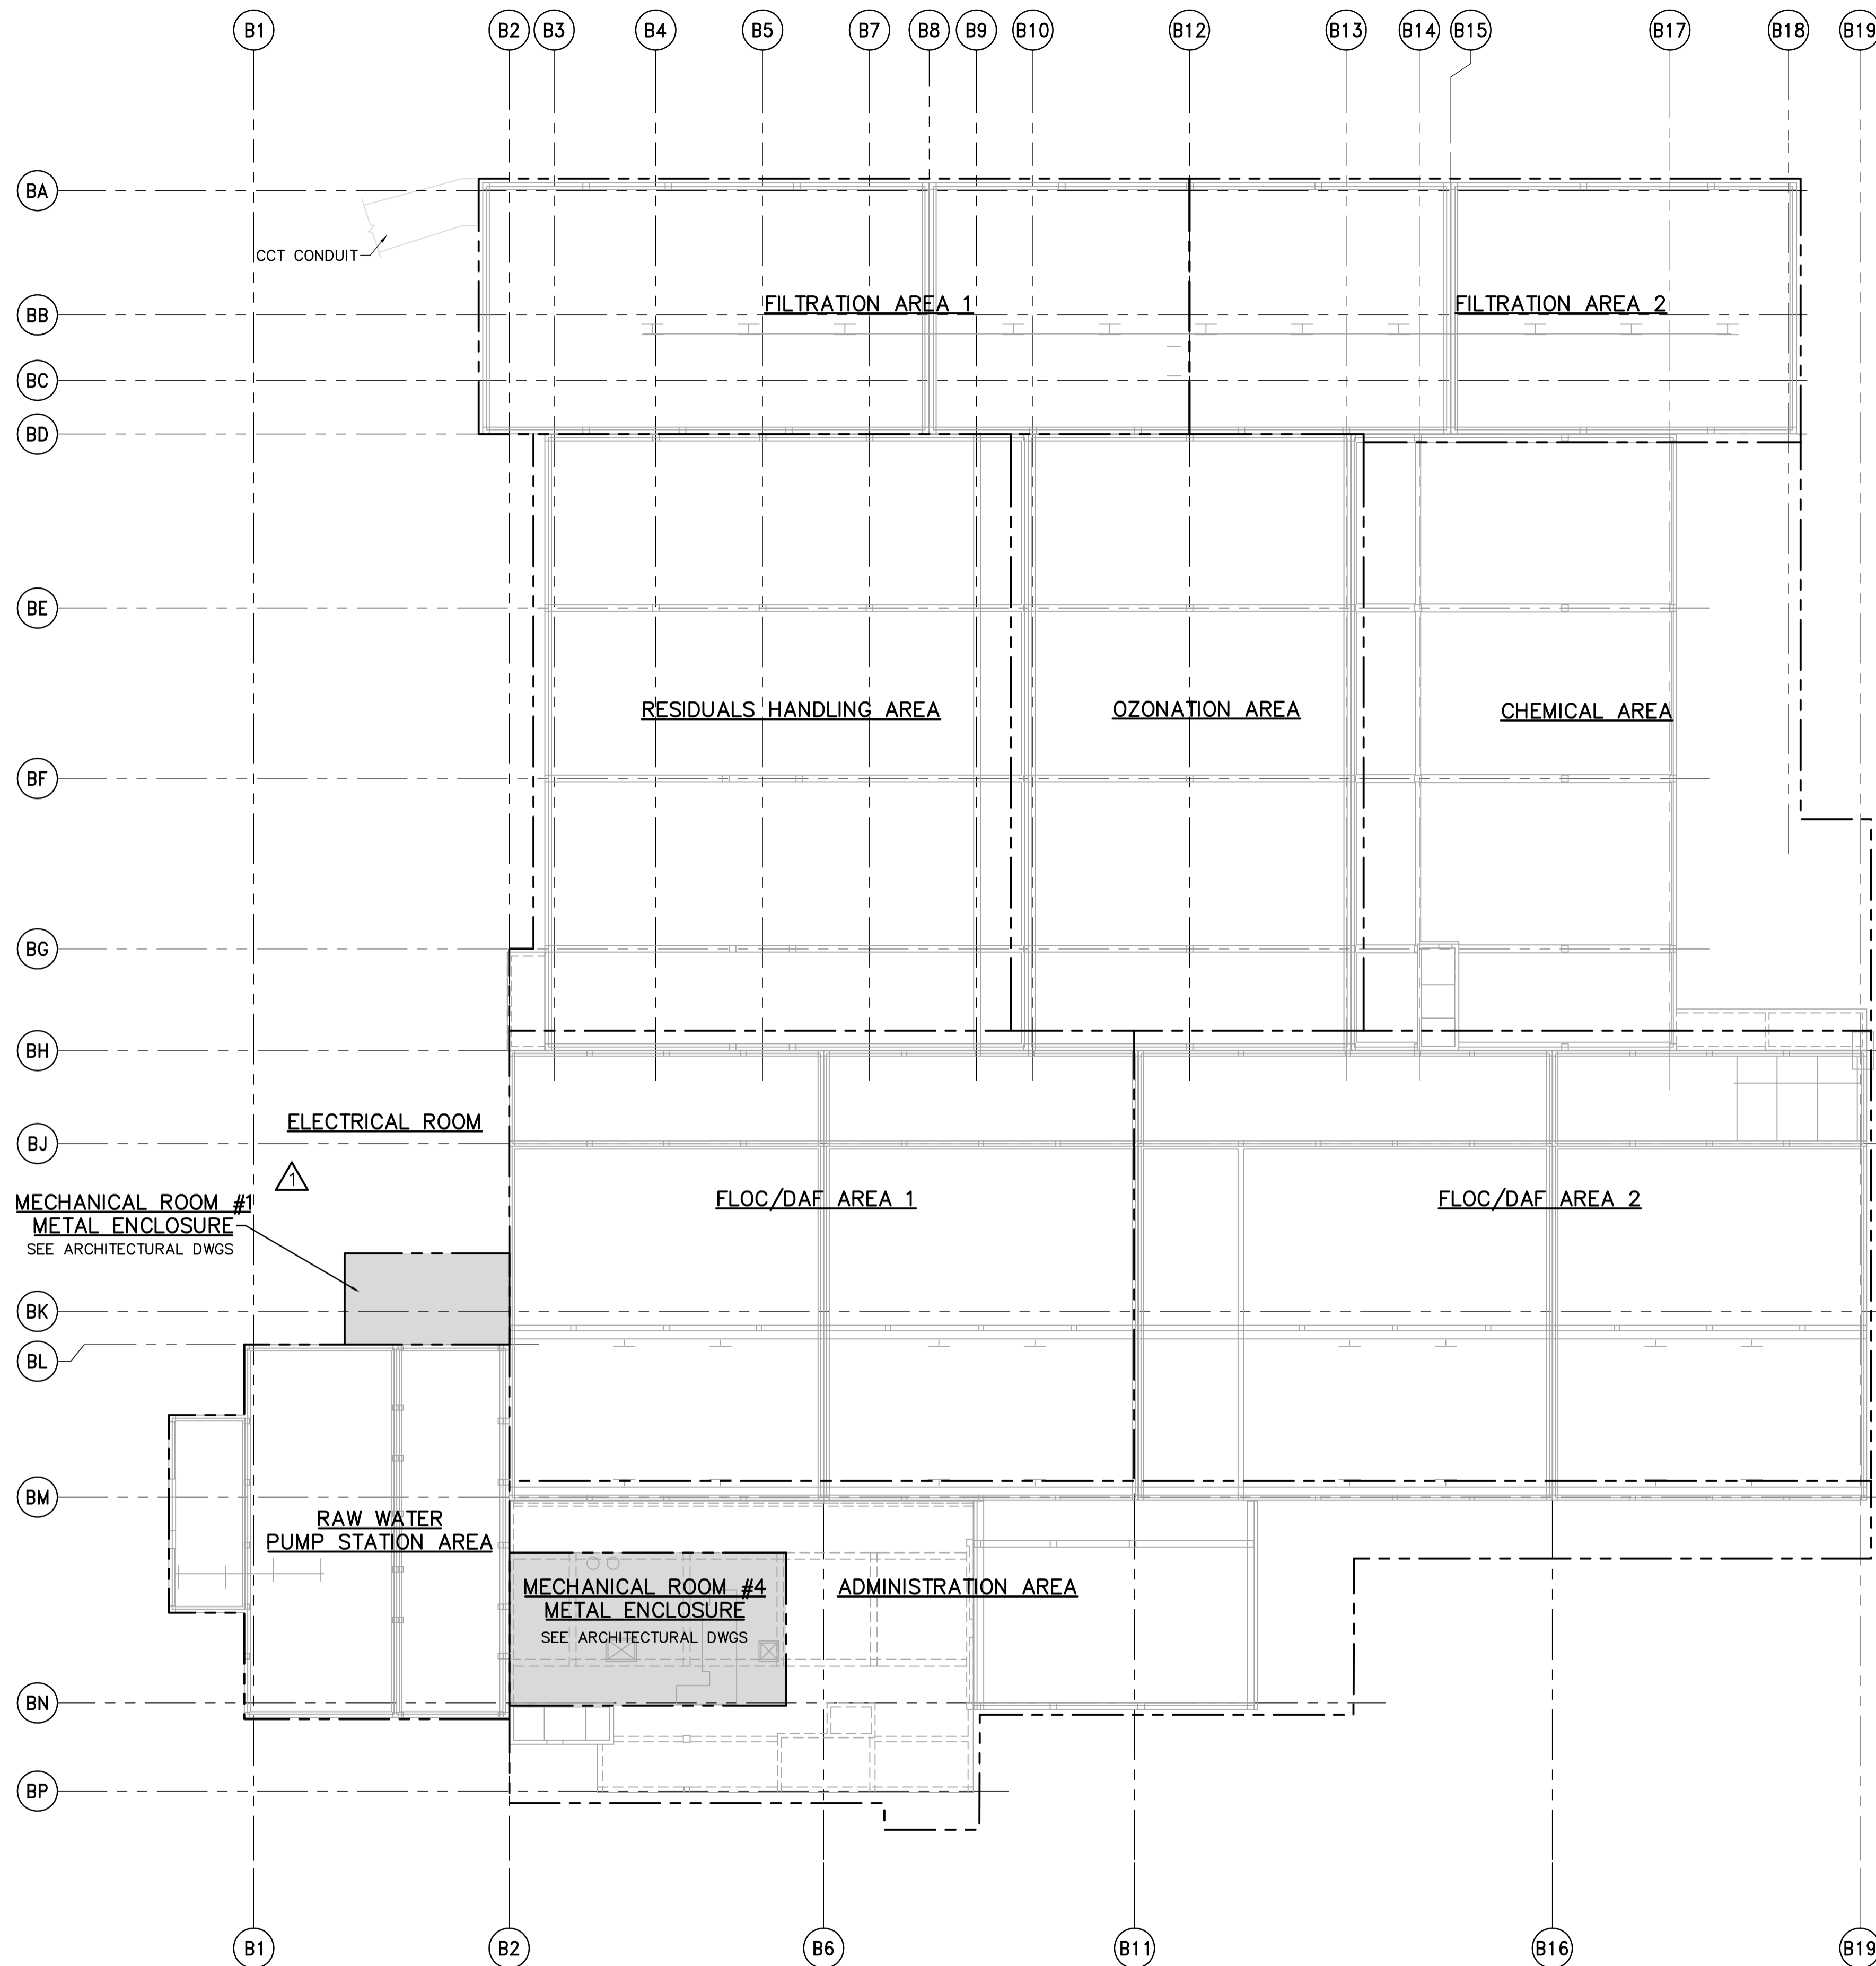 B1
B2
B3
B4
B5
B7
B8
B9
B10
B12
B13
B14
B15
B17
B18
B19
BA
CCT CONDUIT
BB
FILTRATION AREA 1
FILTRATION AREA 2
BC
BD
BE
RESIDUALS HANDLING AREA
OZONATION AREA
CHEMICAL AREA
BF
BG
BH
ELECTRICAL ROOM
BJ
1
MECHANICAL ROOM #1
METAL ENCLOSURE
SEE ARCHITECTURAL DWGS
FLOC/DAF AREA 1
FLOC/DAF AREA 2
BK
BL
BM
RAW WATER
PUMP STATION AREA
MECHANICAL ROOM #4
METAL ENCLOSURE
SEE ARCHITECTURAL DWGS
ADMINISTRATION AREA
BN
BP
B1
B2
B6
B11
B16
B19